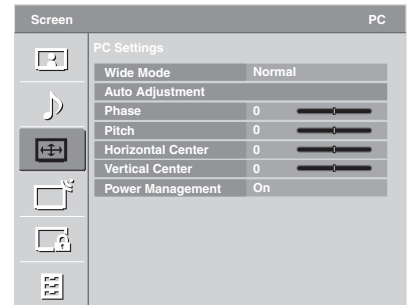 Screen PC
PC Settings
Wide Mode Normal
Auto Adjustment
Phase 0
Pitch 0
Horizontal Center 0
Vertical Center 0
Power Management On